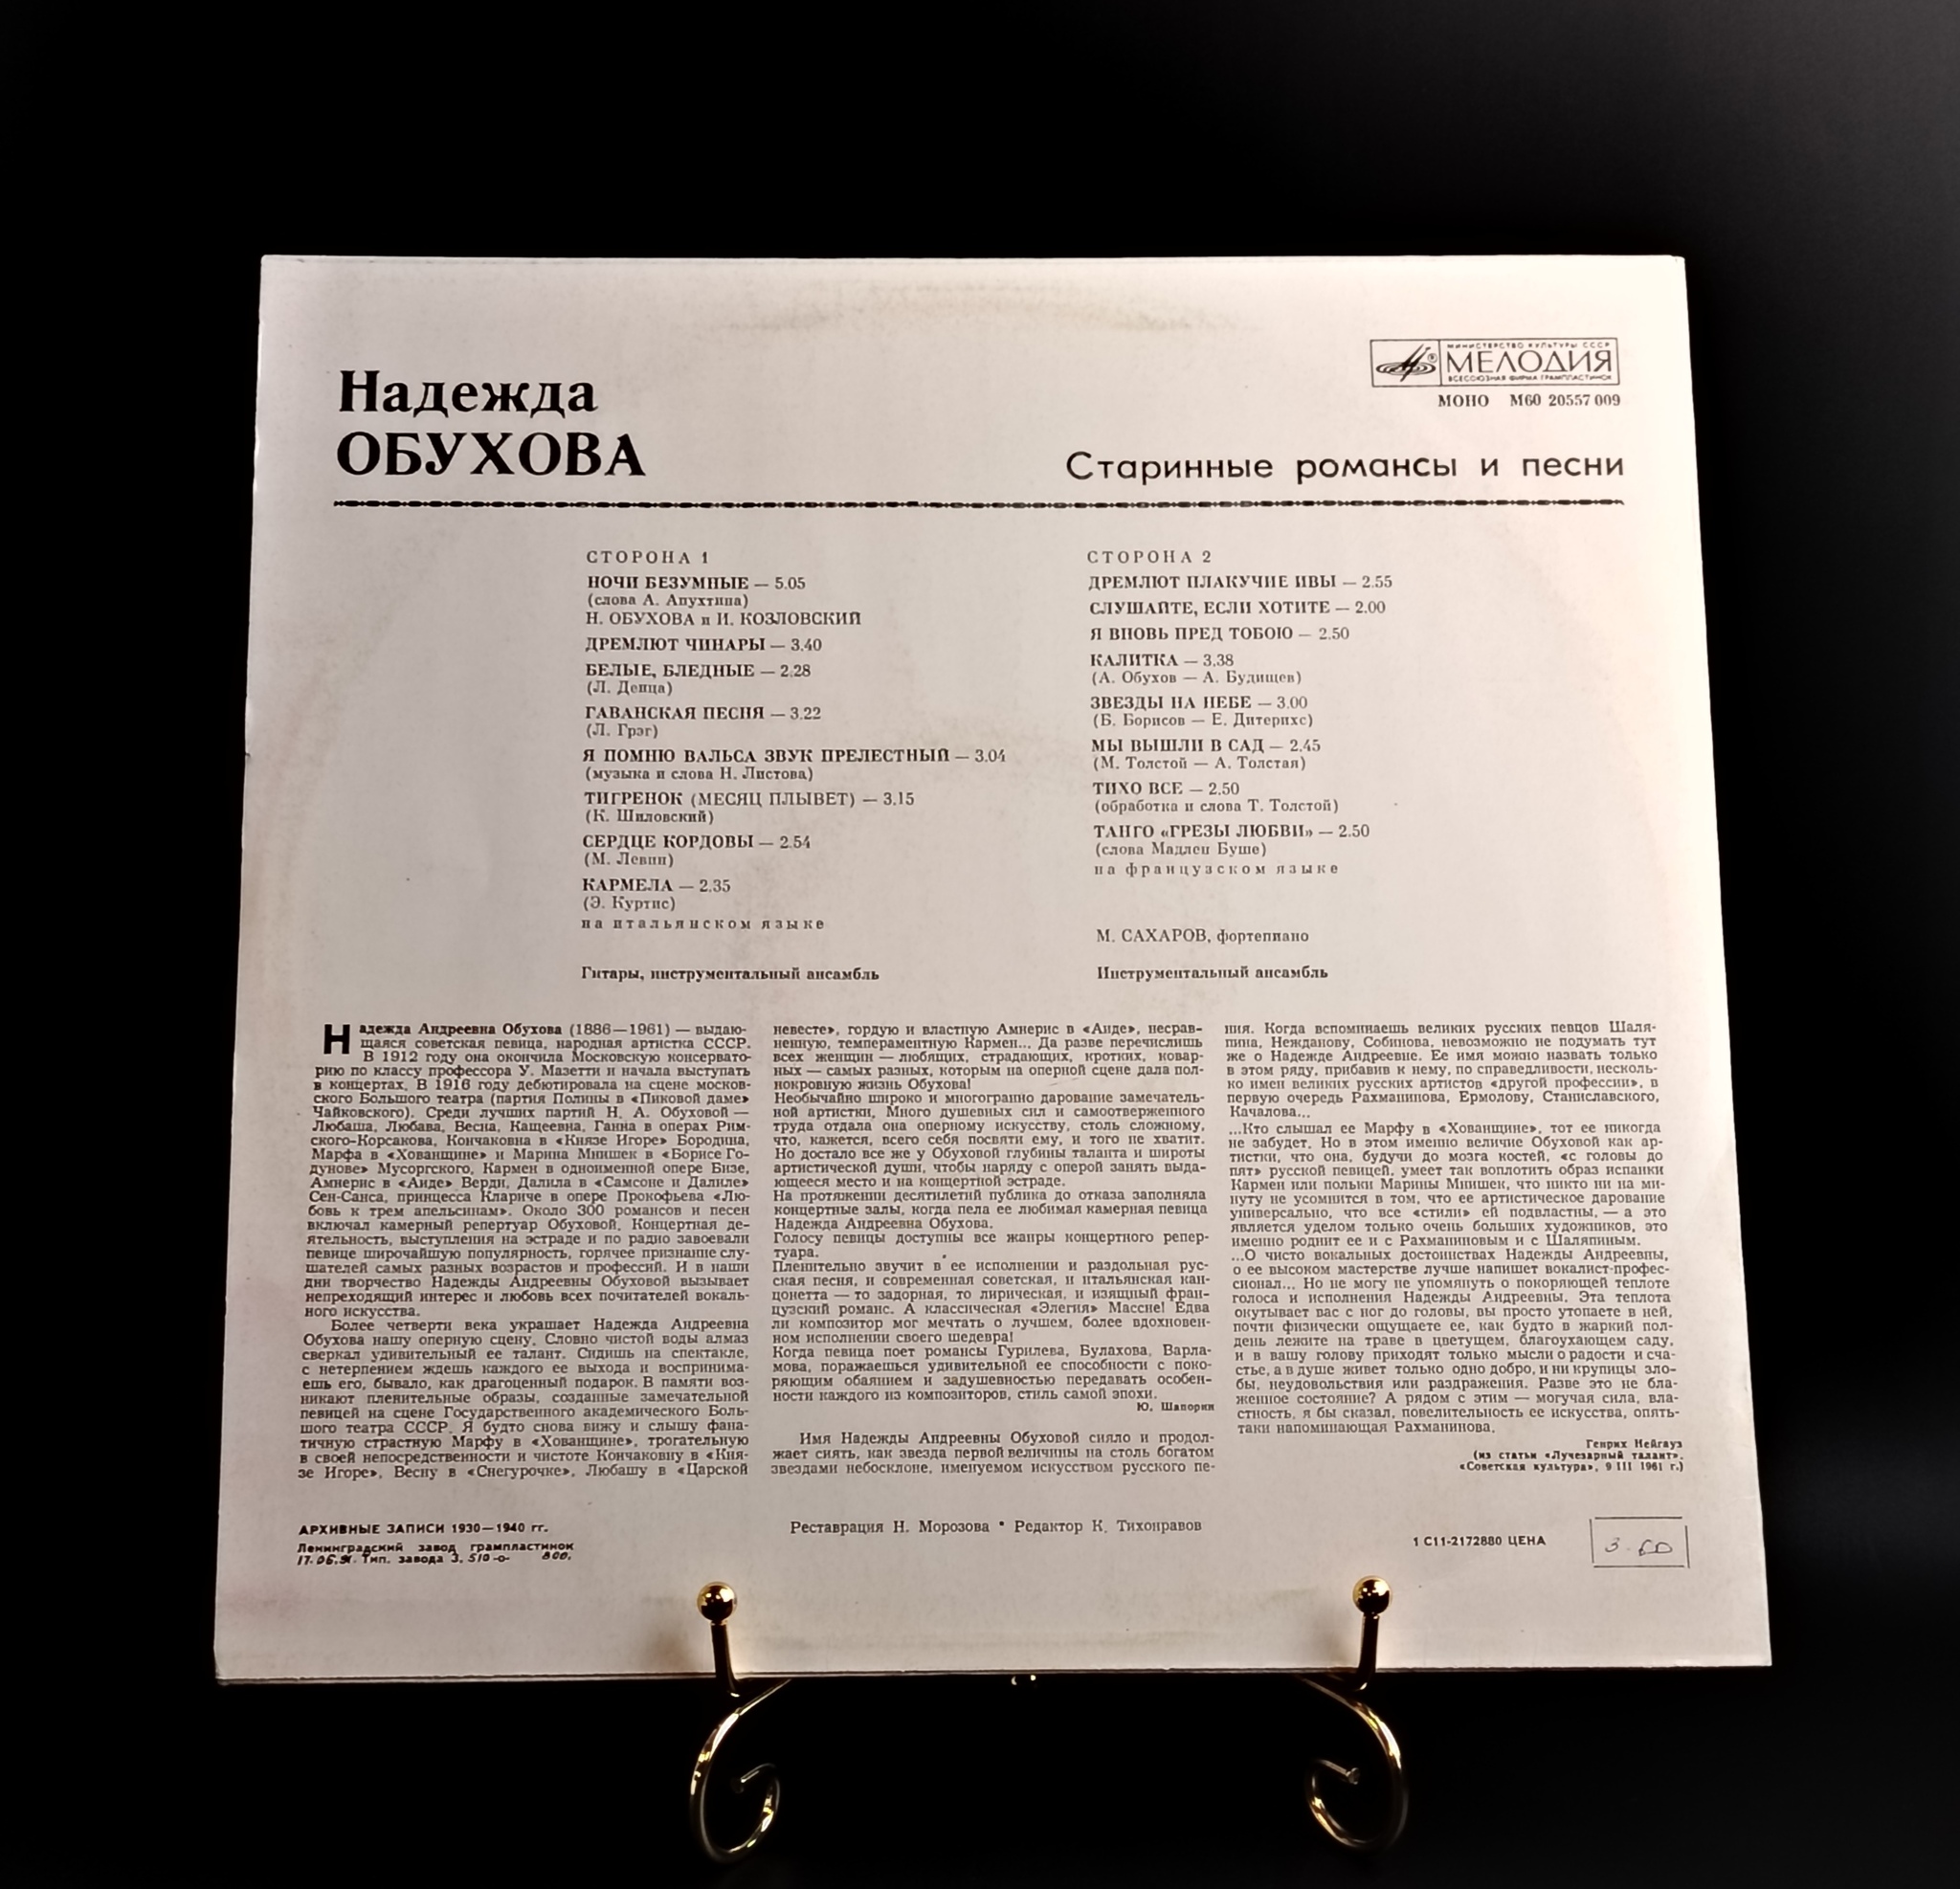 МИНИСТЕРСТВО КУЛЬТУРЫ СССР
МЕЛОДИЯ
ВСЕСОЮЗНАЯ ФИРМА ГРАМПЛАСТИНОК
МОНО М60 20557 009
Надежда
ОБУХОВА
Старинные романсы и песни
СТОРОНА 1
НОЧИ БЕЗУМНЫЕ — 5.05
(слова А. Апухтина)
Н. ОБУХОВА и И. КОЗЛОВСКИЙ
ДРЕМЛЮТ ЧИНАРЫ — 3.40
БЕЛЫЕ, БЛЕДНЫЕ — 2.28
(Л. Денца)
ГАВАНСКАЯ ПЕСНЯ — 3.22
(Л. Грэг)
Я ПОМНЮ ВАЛЬСА ЗВУК ПРЕЛЕСТНЫЙ — 3.04
(музыка и слова Н. Листова)
ТИГРЕНОК (МЕСЯЦ ПЛЫВЕТ) — 3.15
(К. Шиловский)
СЕРДЦЕ КОРДОВЫ — 2.54
(М. Левин)
КАРМЕЛА — 2.35
(Э. Куртис)
на итальянском языке
Гитары, инструментальный ансамбль
СТОРОНА 2
ДРЕМЛЮТ ПЛАКУЧИЕ ИВЫ — 2.55
СЛУШАЙТЕ, ЕСЛИ ХОТИТЕ — 2.00
Я ВНОВЬ ПРЕД ТОБОЮ — 2.50
КАЛИТКА — 3.38
(А. Обухов — А. Будищев)
ЗВЕЗДЫ НА НЕБЕ — 3.00
(Б. Борисов — Е. Дитерихс)
МЫ ВЫШЛИ В САД — 2.45
(М. Толстой — А. Толстая)
ТИХО ВСЕ — 2.50
(обработка и слова Т. Толстой)
ТАНГО «ГРЕЗЫ ЛЮБВИ» — 2.50
(слова Мадлен Буше)
на французском языке
М. САХАРОВ, фортепиано
Инструментальный ансамбль
Надежда Андреевна Обухова (1886—1961) — выдаю-
щаяся советская певица, народная артистка СССР.
В 1912 году она окончила Московскую консервато-
рию по классу профессора У. Мазетти и начала выступать
в концертах. В 1916 году дебютировала на сцене москов-
ского Большого театра (партия Полины в «Пиковой даме»
Чайковского). Среди лучших партий Н. А. Обуховой —
Любаша, Любава, Весна, Кащеевна, Ганна в операх Рим-
ского-Корсакова, Кончаковна в «Князе Игоре» Бородина,
Марфа в «Хованщине» и Марина Мнишек в «Борисе Го-
дунове» Мусоргского, Кармен в одноименной опере Бизе,
Амнерис в «Аиде» Верди, Далила в «Самсоне и Далиле»
Сен-Санса, принцесса Клариче в опере Прокофьева «Лю-
бовь к трем апельсинам». Около 300 романсов и песен
включал камерный репертуар Обуховой. Концертная де-
ятельность, выступления на эстраде и по радио завоевали
певице широчайшую популярность, горячее признание слу-
шателей самых разных возрастов и профессий. И в наши
дни творчество Надежды Андреевны Обуховой вызывает
непреходящий интерес и любовь всех почитателей вокаль-
ного искусства.
Более четверти века украшает Надежда Андреевна
Обухова нашу оперную сцену. Словно чистой воды алмаз
сверкал удивительный ее талант. Сидишь на спектакле,
с нетерпением ждешь каждого ее выхода и воспринима-
ешь его, бывало, как драгоценный подарок. В памяти воз-
никают пленительные образы, созданные замечательной
певицей на сцене Государственного академического Боль-
шого театра СССР. Я будто снова вижу и слышу фана-
тичную страстную Марфу в «Хованщине», трогательную
в своей непосредственности и чистоте Кончаковну в «Кня-
зе Игоре», Весну в «Снегурочке», Любашу в «Царской
невесте», гордую и властную Амнерис в «Аиде», несрав-
ненную, темпераментную Кармен... Да разве перечислишь
всех женщин — любящих, страдающих, кротких, ковар-
ных — самых разных, которым на оперной сцене дала пол-
нокровную жизнь Обухова!
Необычайно широко и многогранно дарование замечатель-
ной артистки. Много душевных сил и самоотверженного
труда отдала она оперному искусству, столь сложному,
что, кажется, всего себя посвяти ему, и того не хватит.
Но достало все же у Обуховой глубины таланта и широты
артистической души, чтобы наряду с оперой занять выда-
ющееся место и на концертной эстраде.
На протяжении десятилетий публика до отказа заполняла
концертные залы, когда пела ее любимая камерная певица
Надежда Андреевна Обухова.
Голосу певицы доступны все жанры концертного репер-
туара.
Пленительно звучит в ее исполнении и раздольная рус-
ская песня, и современная советская, и итальянская кан-
цонетта — то задорная, то лирическая, и изящный фран-
цузский романс. А классическая «Элегия» Массне! Едва
ли композитор мог мечтать о лучшем, более вдохновен-
ном исполнении своего шедевра!
Когда певица поет романсы Гурилева, Булахова, Варла-
мова, поражаешься удивительной ее способности с поко-
ряющим обаянием и задушевностью передавать особен-
ности каждого из композиторов, стиль самой эпохи.
Ю. Шапорин
Имя Надежды Андреевны Обуховой сияло и продол-
жает сиять, как звезда первой величины на столь богатом
звездами небосклоне, именуемом искусством русского пе-
ния. Когда вспоминаешь великих русских певцов Шаля-
пина, Нежданову, Собинова, невозможно не подумать тут
же о Надежде Андреевне. Ее имя можно назвать только
в этом ряду, прибавив к нему, по справедливости, несколь-
ко имен великих русских артистов «другой профессии», в
первую очередь Рахманинова, Ермолову, Станиславского,
Качалова...
...Кто слышал ее Марфу в «Хованщине», тот ее никогда
не забудет. Но в этом именно величие Обуховой как ар-
тистки, что она, будучи до мозга костей, «с головы до
пят» русской певицей, умеет так воплотить образ испанки
Кармен или польки Марины Мнишек, что никто ни на ми-
нуту не усомнится в том, что ее артистическое дарование
универсально, что все «стили» ей подвластны, — а это
является уделом только очень больших художников, это
именно роднит ее и с Рахманиновым и с Шаляпиным.
...О чисто вокальных достоинствах Надежды Андреевны,
о ее высоком мастерстве лучше напишет вокалист-профес-
сионал... Но не могу не упомянуть о покоряющей теплоте
голоса и исполнения Надежды Андреевны. Эта теплота
окутывает вас с ног до головы, вы просто утопаете в ней,
почти физически ощущаете ее, как будто в жаркий пол-
день лежите на траве в цветущем, благоухающем саду,
и в вашу голову приходят только мысли о радости и сча-
стье, а в душе живет только одно добро, и ни крупицы зло-
бы, неудовольствия или раздражения. Разве это не бла-
женное состояние? А рядом с этим — могучая сила, вла-
стность, я бы сказал, повелительность ее искусства, опять-
таки напоминающая Рахманинова.
Генрих Нейгауз
(из статьи «Лучезарный талант»,
«Советская культура», 9 III 1961 г.)
АРХИВНЫЕ ЗАПИСИ 1930—1940 гг.
Ленинградский завод грампластинок
17.06.91. Тип. завода З. 510-0- 800.
Реставрация Н. Морозова • Редактор К. Тихонравов
1 С11-2172880 ЦЕНА
3-50